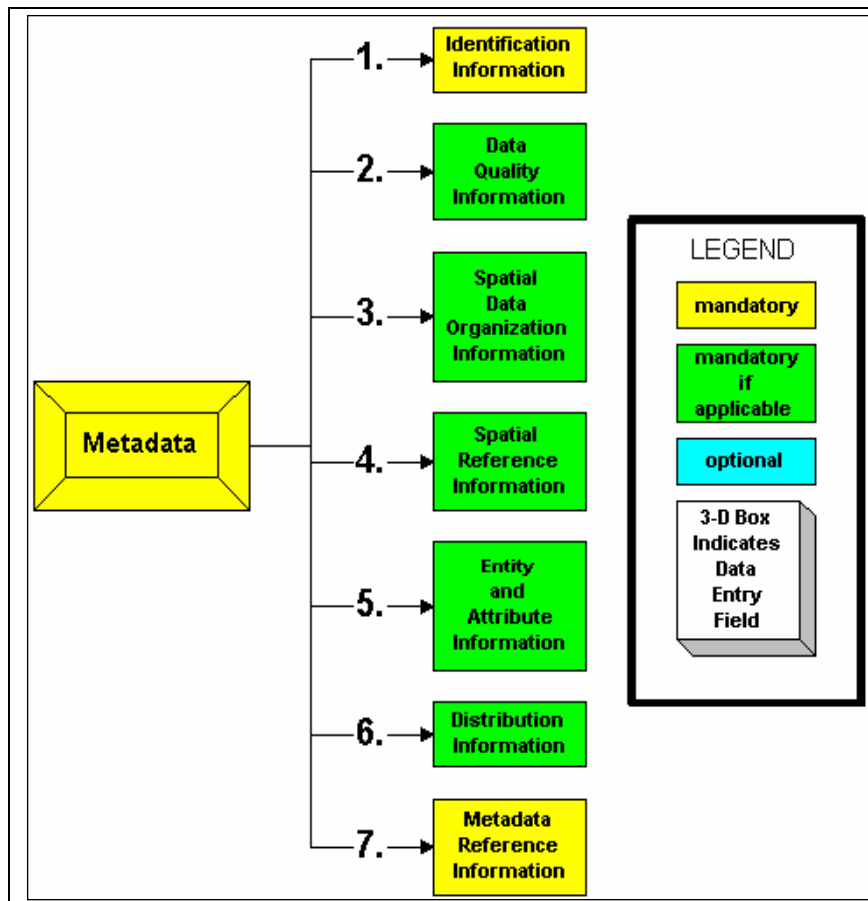 Metadata
1.
Identification
Information
2.
Data
Quality
Information
3.
Spatial
Data
Organization
Information
4.
Spatial
Reference
Information
5.
Entity
and
Attribute
Information
6.
Distribution
Information
7.
Metadata
Reference
Information
LEGEND
mandatory
mandatory
if
applicable
optional
3-D Box
Indicates
Data
Entry
Field